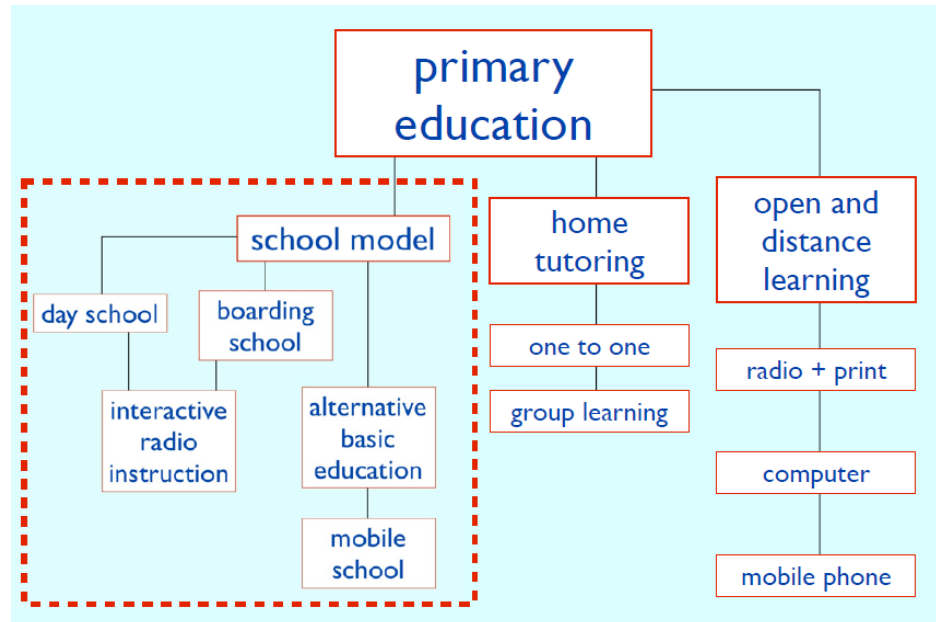 primary
education
school model
day school
boarding
school
interactive
radio
instruction
alternative
basic
education
mobile
school
home
tutoring
one to one
group learning
open and
distance
learning
radio + print
computer
mobile phone